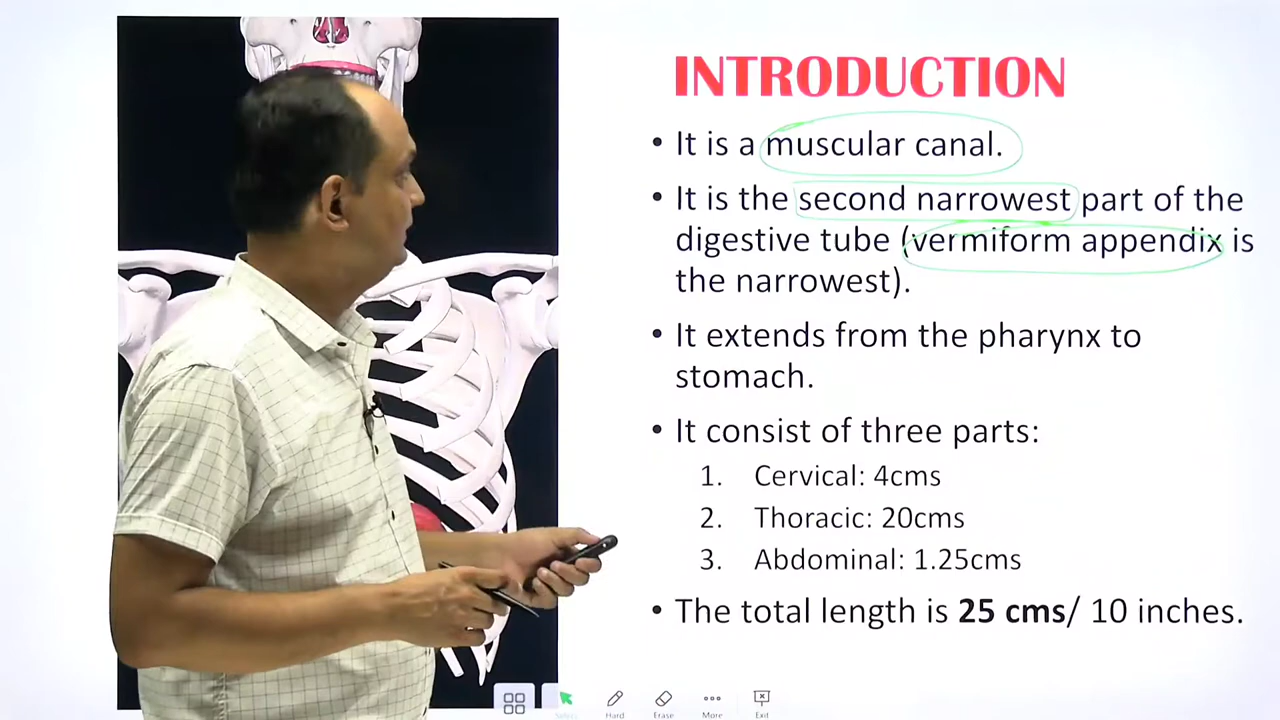 INTRODUCTION
• It is a muscular canal.
• It is the second narrowest part of the
digestive tube (vermiform appendix is
the narrowest).
• It extends from the pharynx to
stomach.
• It consist of three parts:
1. Cervical: 4cms
2. Thoracic: 20cms
3. Abdominal: 1.25cms
• The total length is 25 cms/ 10 inches.
Select Hard Erase More Exit